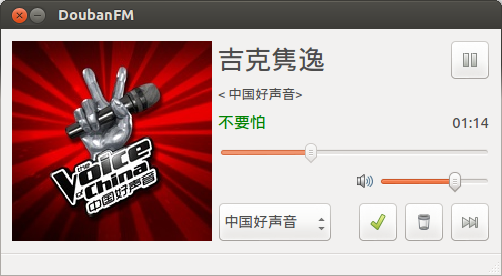 DoubanFM
吉克隽逸
< 中国好声音>
不要怕
01:14
中国好声音
THE
Voice
of
China
中国好声音